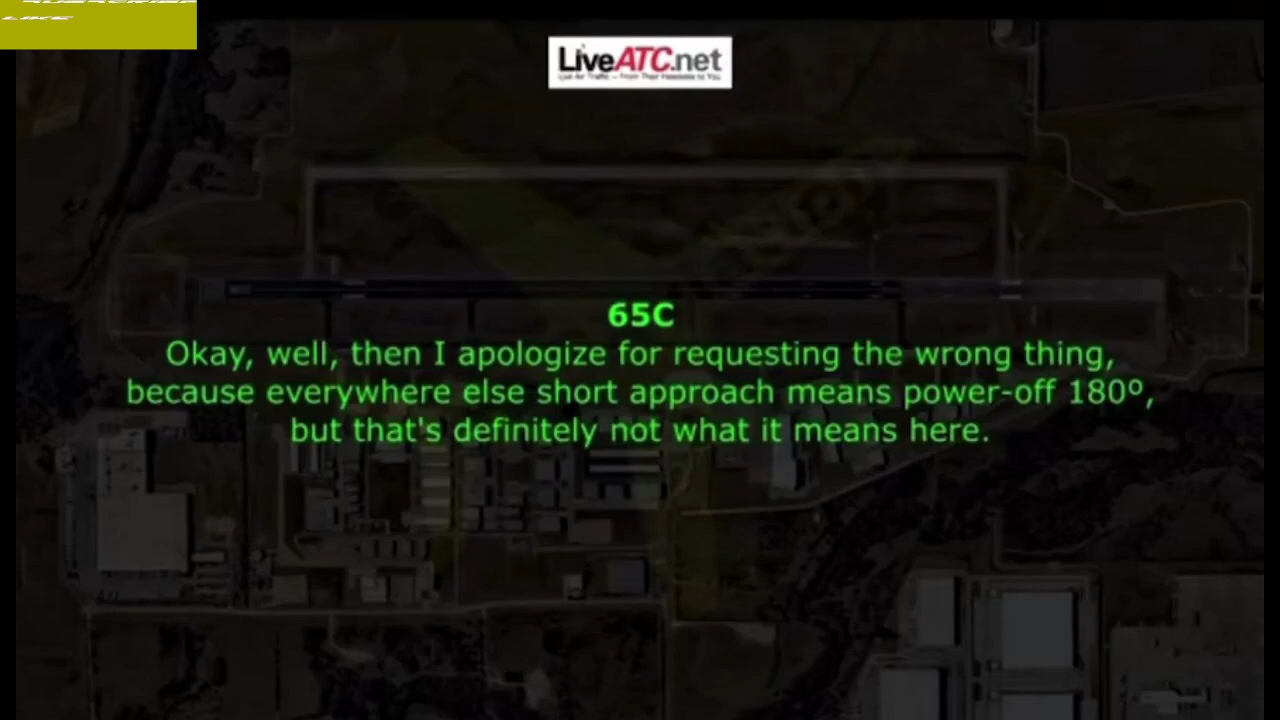 LIKE
LiveATC.net
65C
Okay, well, then I apologize for requesting the wrong thing,
because everywhere else short approach means power-off 180º,
but that's definitely not what it means here.